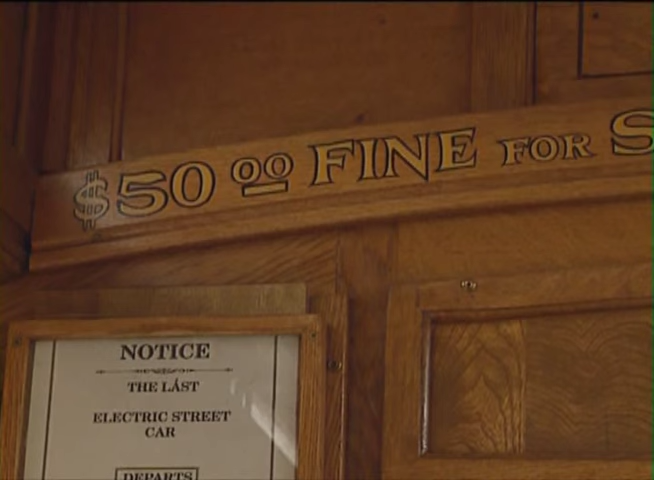 $50 00 FINE FOR S
NOTICE
THE LAST
ELECTRIC STREET
CAR
DEPARTS